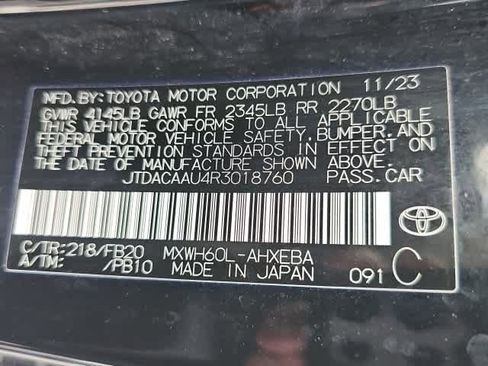 MFD.BY:TOYOTA MOTOR CORPORATION 11/23
GVWR 4145LB GAWR FR 2345LB RR 2270LB
THIS VEHICLE CONFORMS TO ALL APPLICABLE
FEDERAL MOTOR VEHICLE SAFETY, BUMPER, AND
THEFT PREVENTION STANDARDS IN EFFECT ON
THE DATE OF MANUFACTURE SHOWN ABOVE.
JTDACAAU4R3018760 PASS.CAR
TOYOTA
C/TR:218/FB20 MXWH60L-AHXEBA
A/TM: /PB10 MADE IN JAPAN 091 C